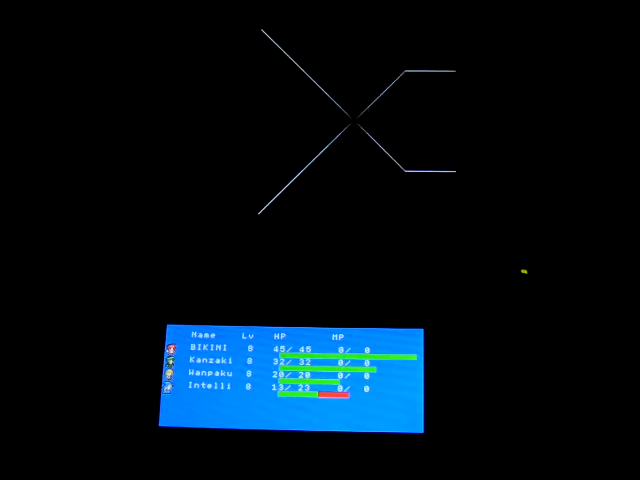 Name Lv HP MP
BIKINI 8 45/ 45 0/ 0
Kanzaki 8 32/ 32 0/ 0
Wanpaku 8 20/ 20 0/ 0
Intelli 8 13/ 23 0/ 0